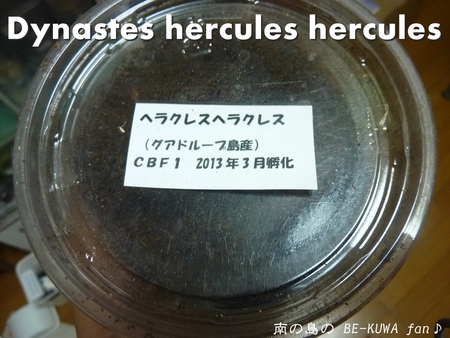 Dynastes hercules hercules
ヘラクレスヘラクレス
（グアドループ島産）
ＣＢＦ１　2013年３月孵化
南の島の BE-KUWA fan♪